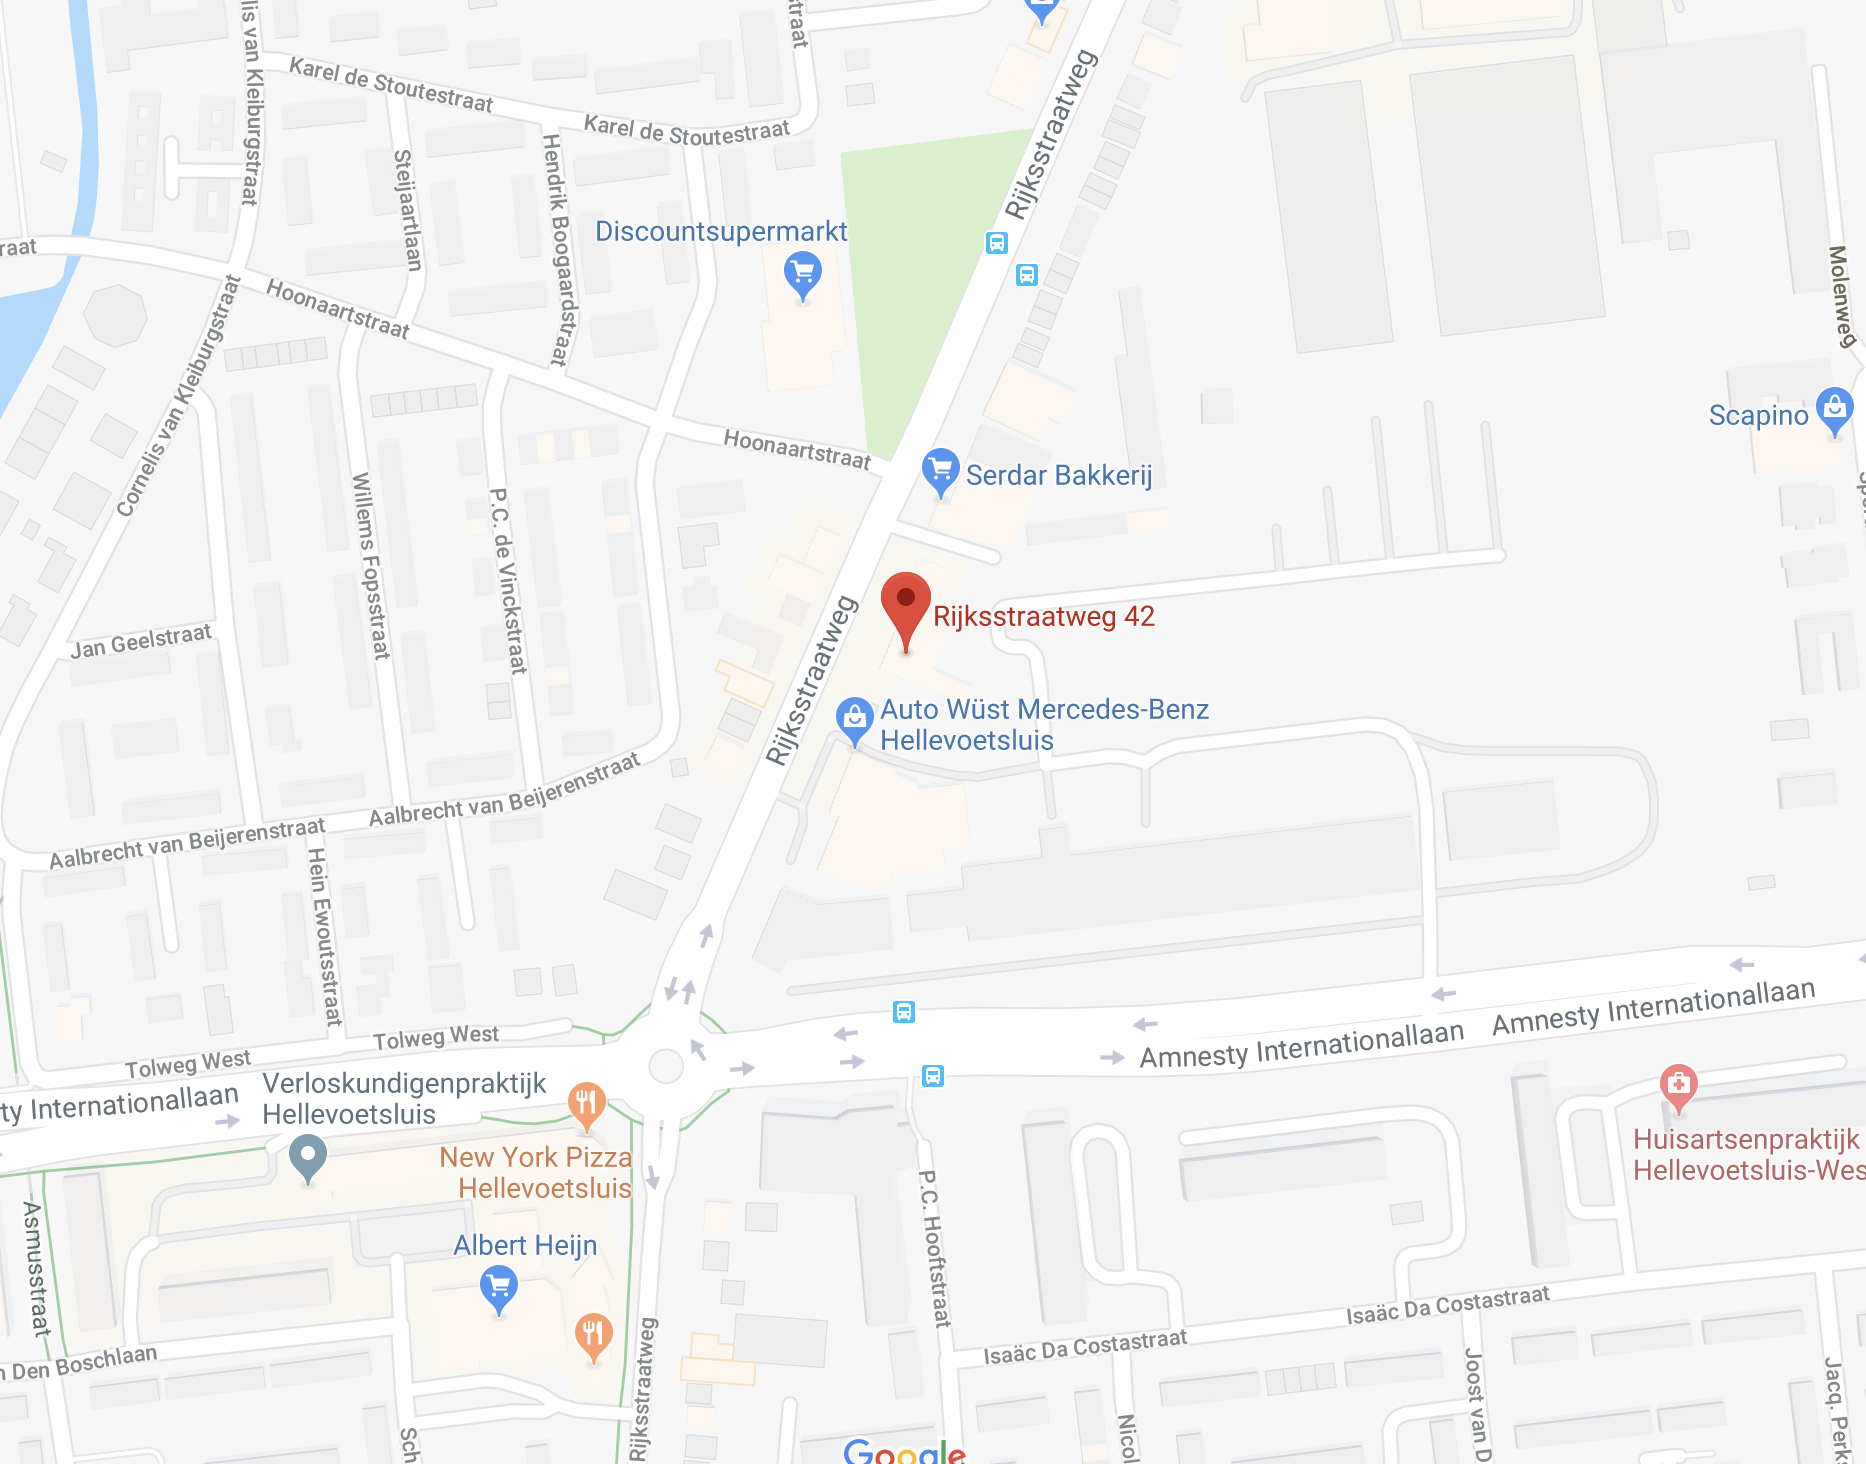 lis van Kleiburgstraat
straat
Karel de Stoutestraat
Karel de Stoutestraat
Rijksstraatweg
Steijaartlaan
Hendrik Boogaardstraat
Discountsupermarkt
raat
Hoonaartstraat
Molenweg
Cornelis van Kleiburgstraat
Scapino
Hoonaartstraat
Serdar Bakkerij
Willems Fopsstraat
P.C. de Vinckstraat
Rijksstraatweg 42
Jan Geelstraat
Rijksstraatweg
Auto Wüst Mercedes-Benz
Hellevoetsluis
Aalbrecht van Beijerenstraat
Aalbrecht van Beijerenstraat
Hein Ewoutsstraat
Amnesty Internationallaan
Amnesty Internationallaan
Tolweg West
Tolweg West
ty Internationallaan
Verloskundigenpraktijk
Hellevoetsluis
New York Pizza
Hellevoetsluis
Huisartsenpraktijk
Hellevoetsluis-Wes
P.C. Hooftstraat
Asmusstraat
Albert Heijn
Isaäc Da Costastraat
Isaäc Da Costastraat
n Den Boschlaan
Rijksstraatweg
Joost van D
Jacq. Perks
Nicol
Sch
Google